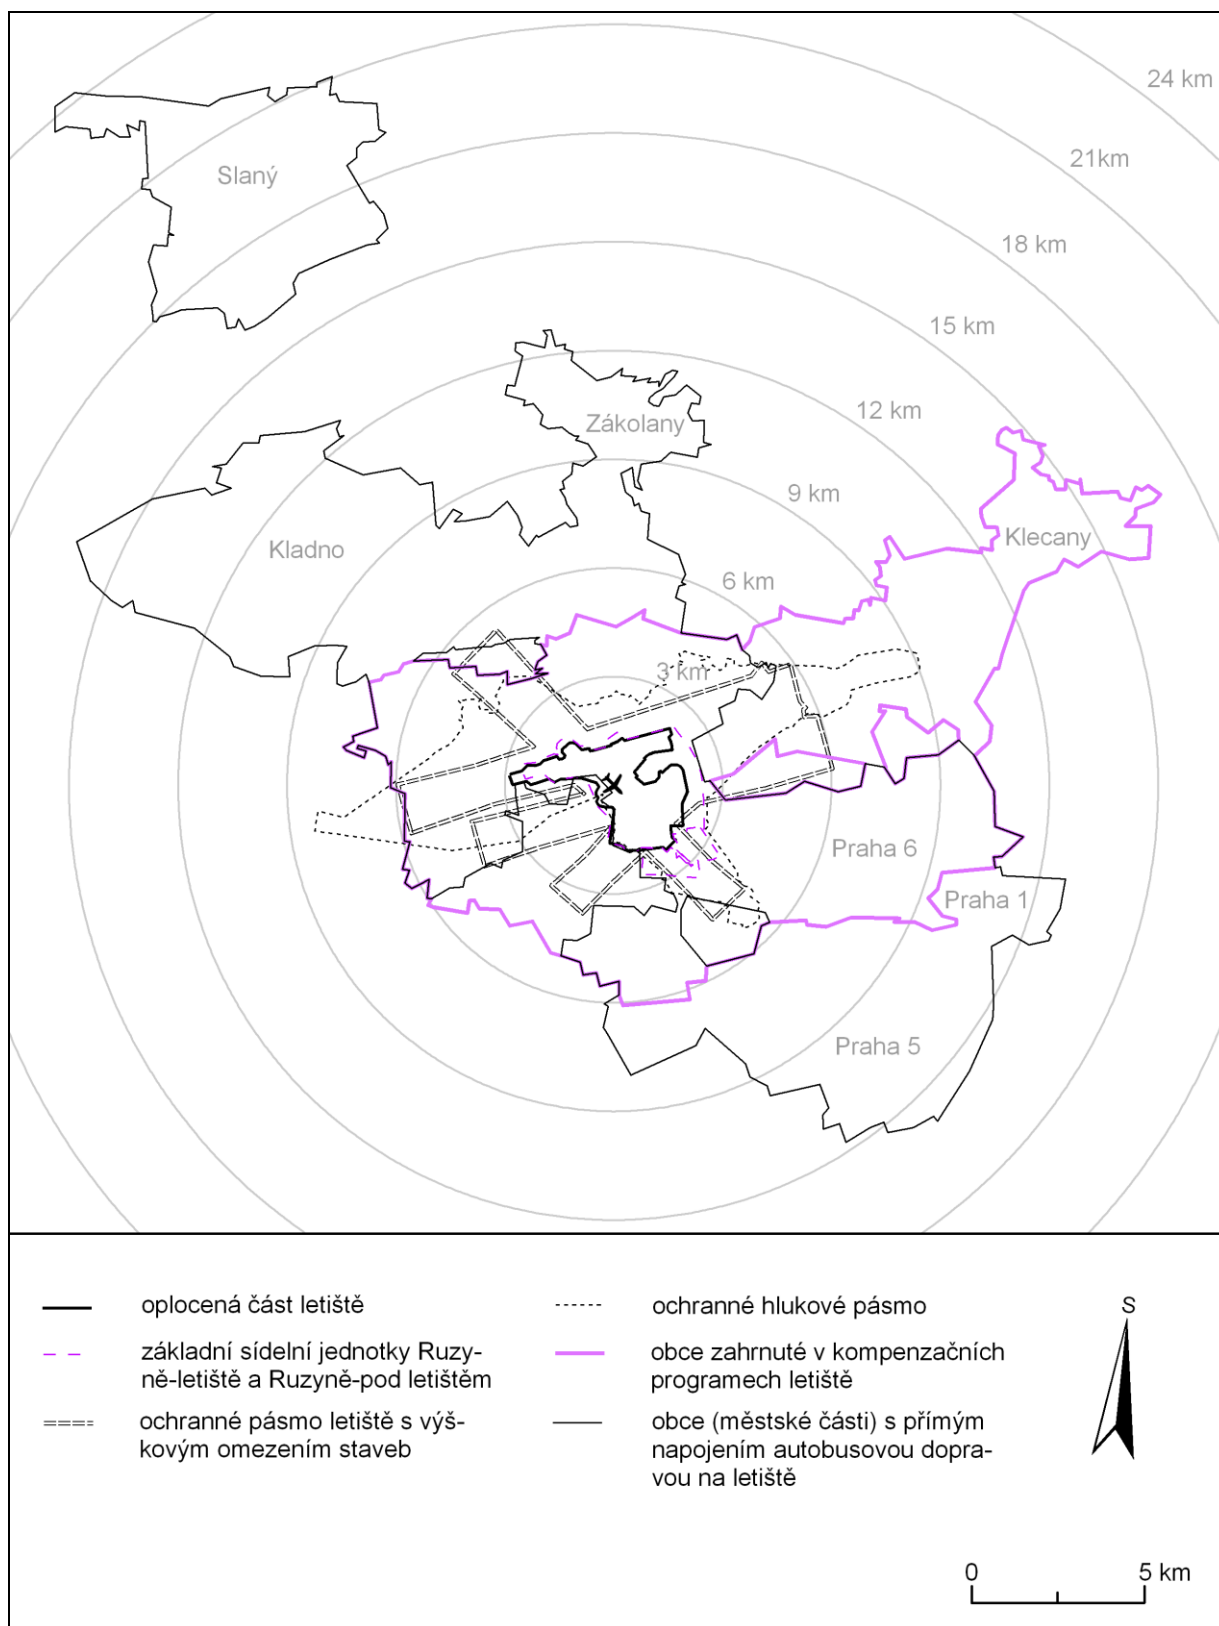 24 km
21km
Slaný
18 km
15 km
12 km
Zákolany
9 km
Klecany
Kladno
6 km
3 km
Praha 6
Praha 1
Praha 5
oplocená část letiště
základní sídelní jednotky Ruzy-
ně-letiště a Ruzyně-pod letištěm
ochranné pásmo letiště s výš-
kovým omezením staveb
ochranné hlukové pásmo
obce zahrnuté v kompenzačních
programech letiště
obce (městské části) s přímým
napojením autobusovou dopra-
vou na letiště
S
0 5 km